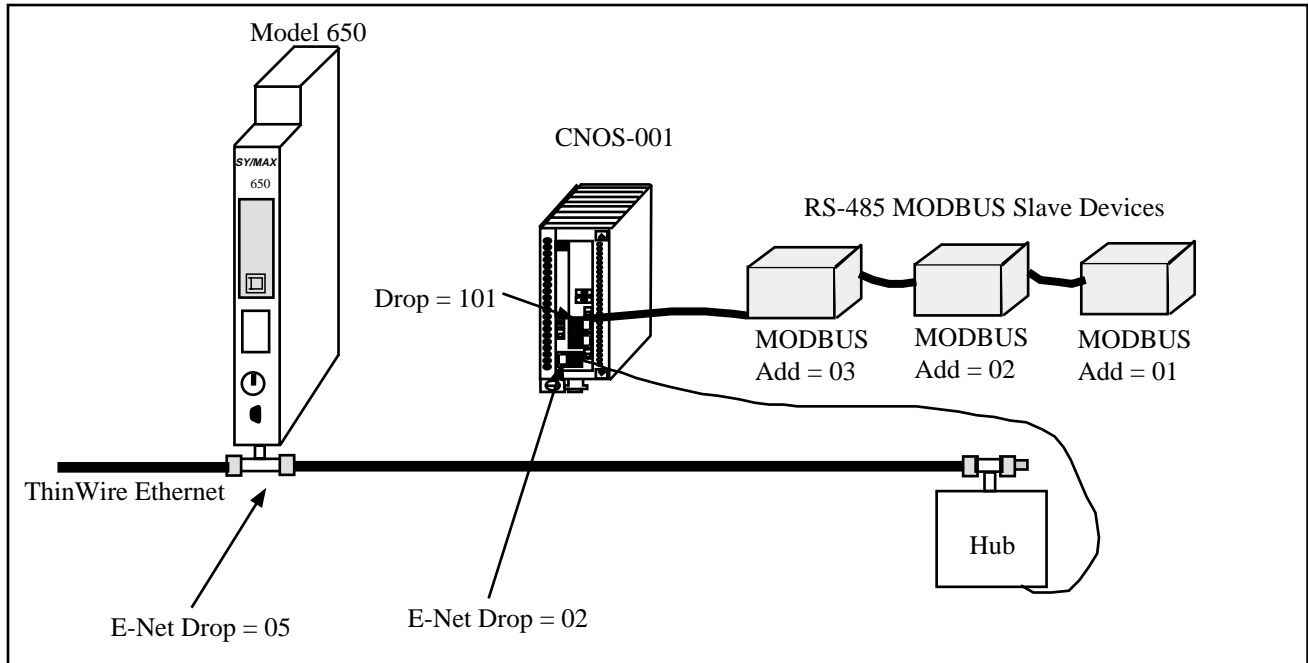 Model 650
CNOS-001
SY/MAX
650
RS-485 MODBUS Slave Devices
Drop = 101
MODBUS
Add = 03
MODBUS
Add = 02
MODBUS
Add = 01
ThinWire Ethernet
Hub
E-Net Drop = 05
E-Net Drop = 02